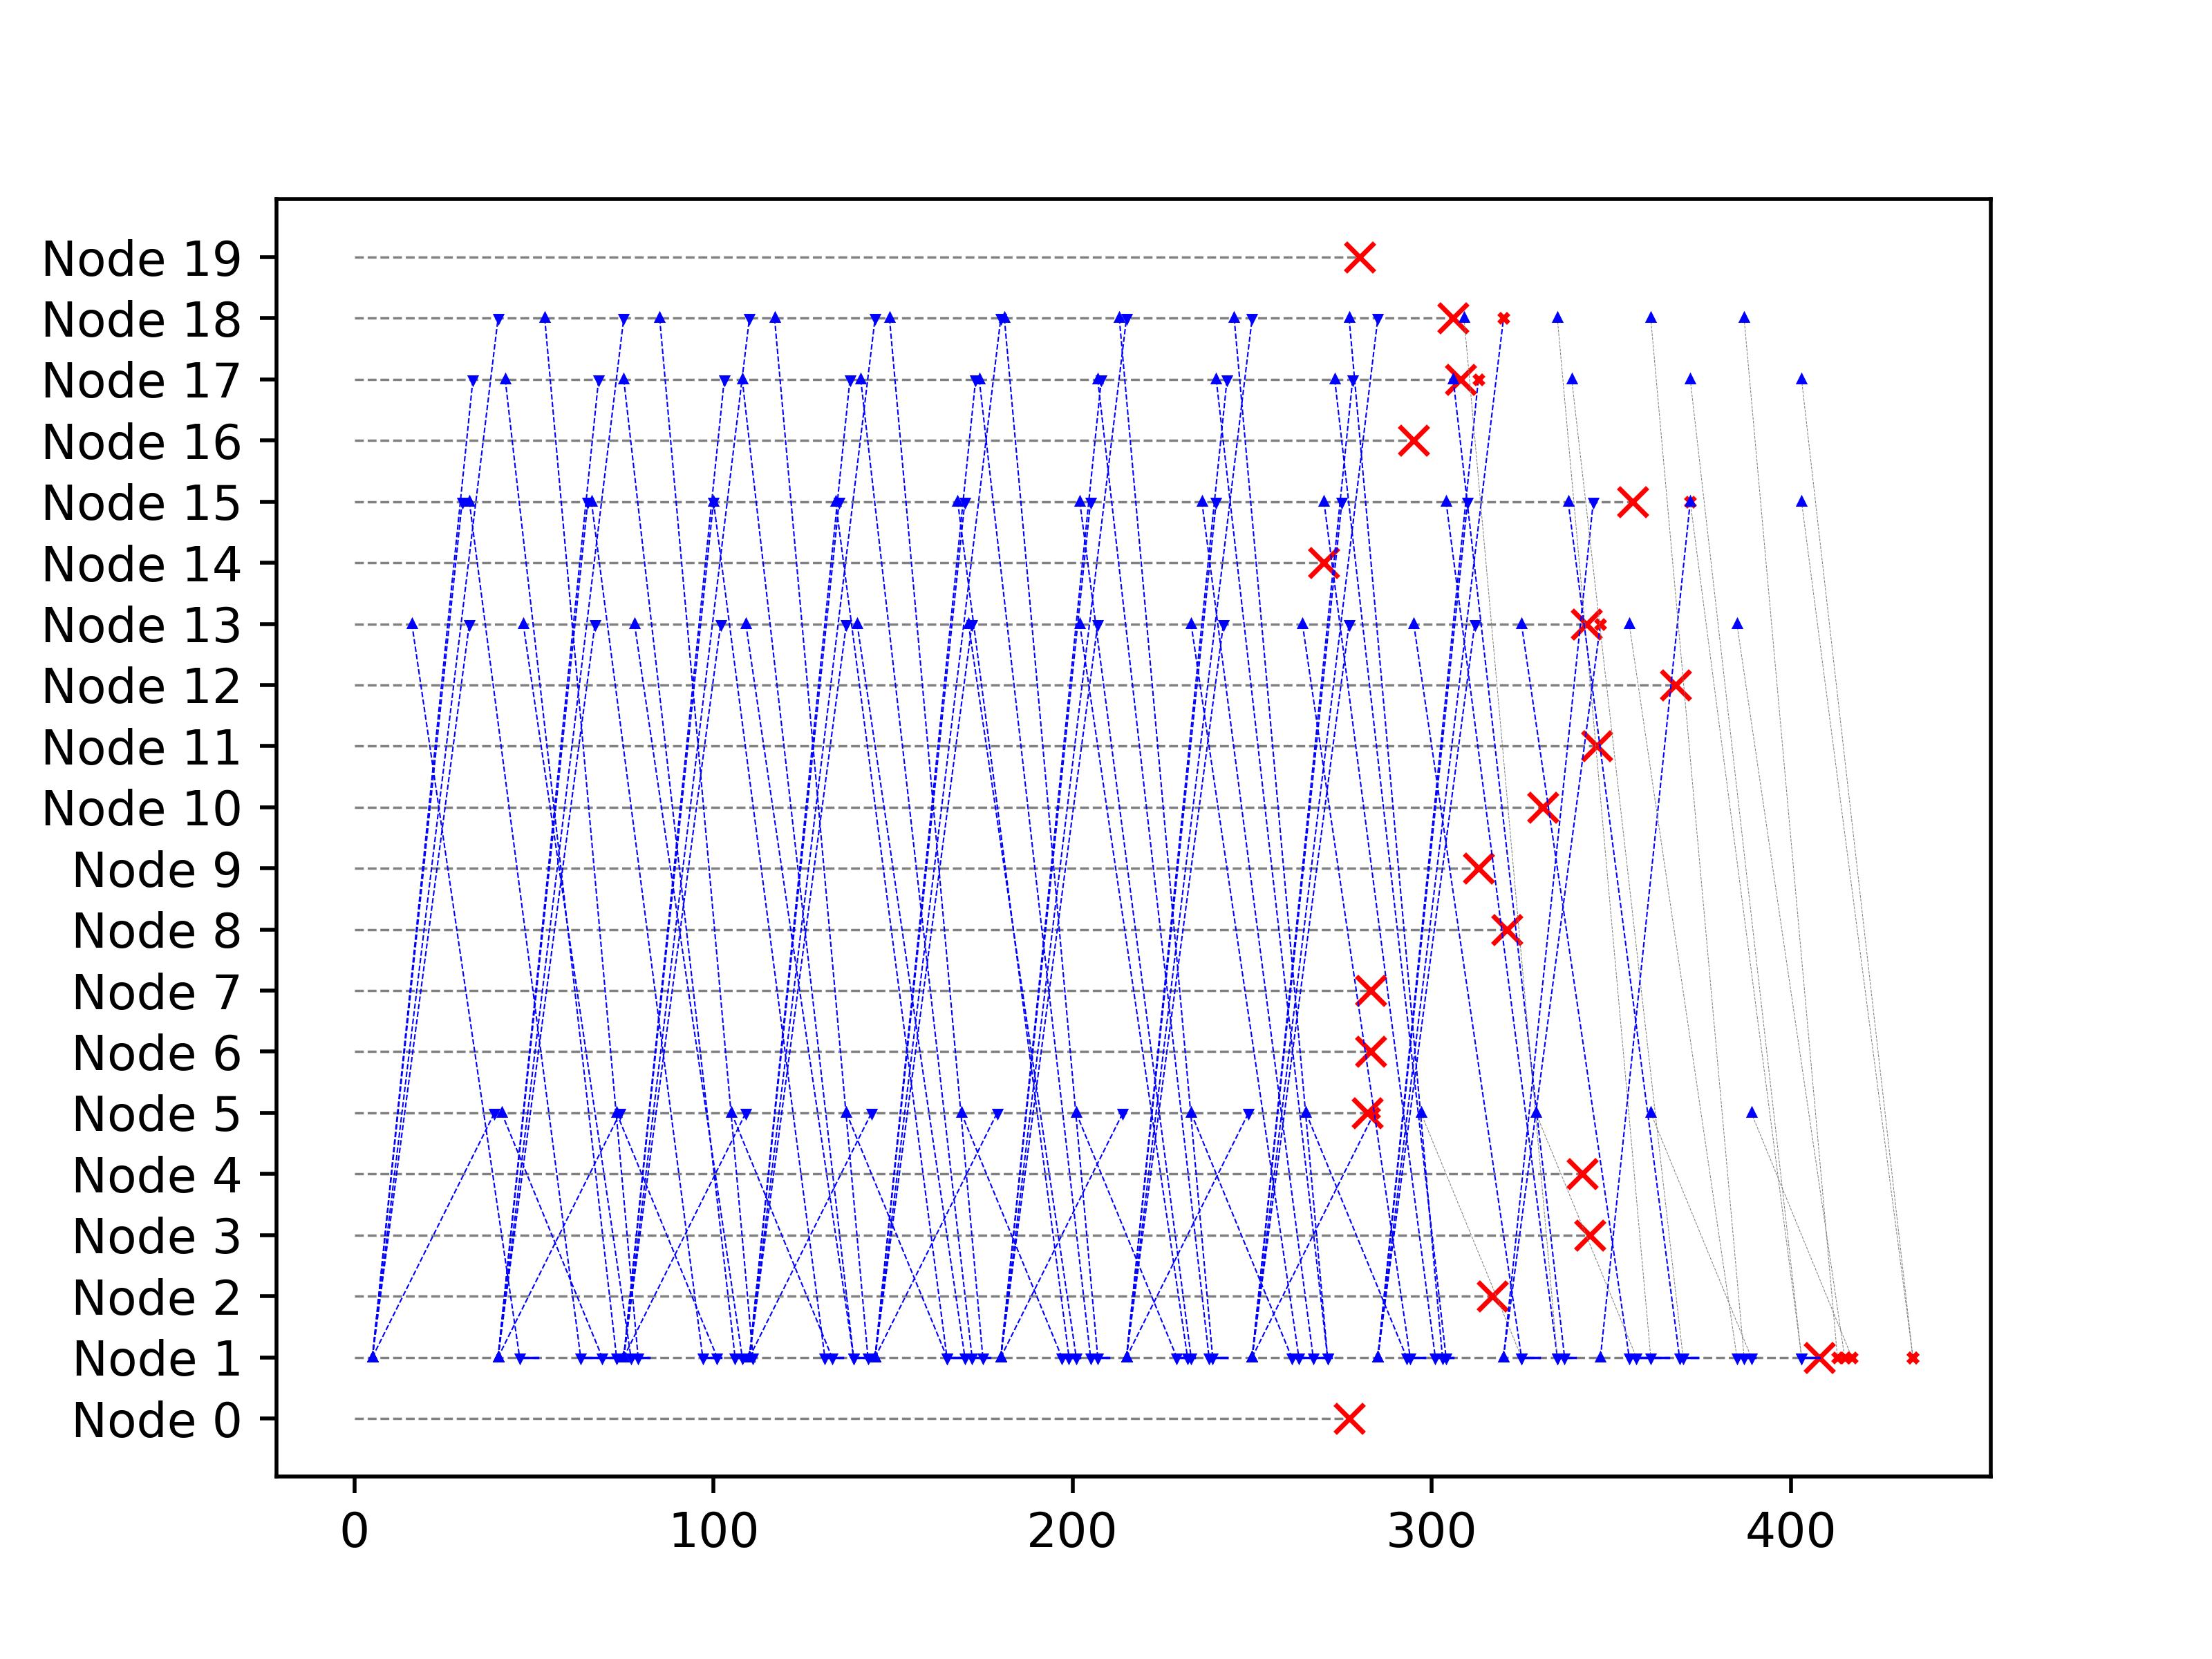 Node 19
Node 18
Node 17
Node 16
Node 15
Node 14
Node 13
Node 12
Node 11
Node 10
Node 9
Node 8
Node 7
Node 6
Node 5
Node 4
Node 3
Node 2
Node 1
Node 0
0 100 200 300 400